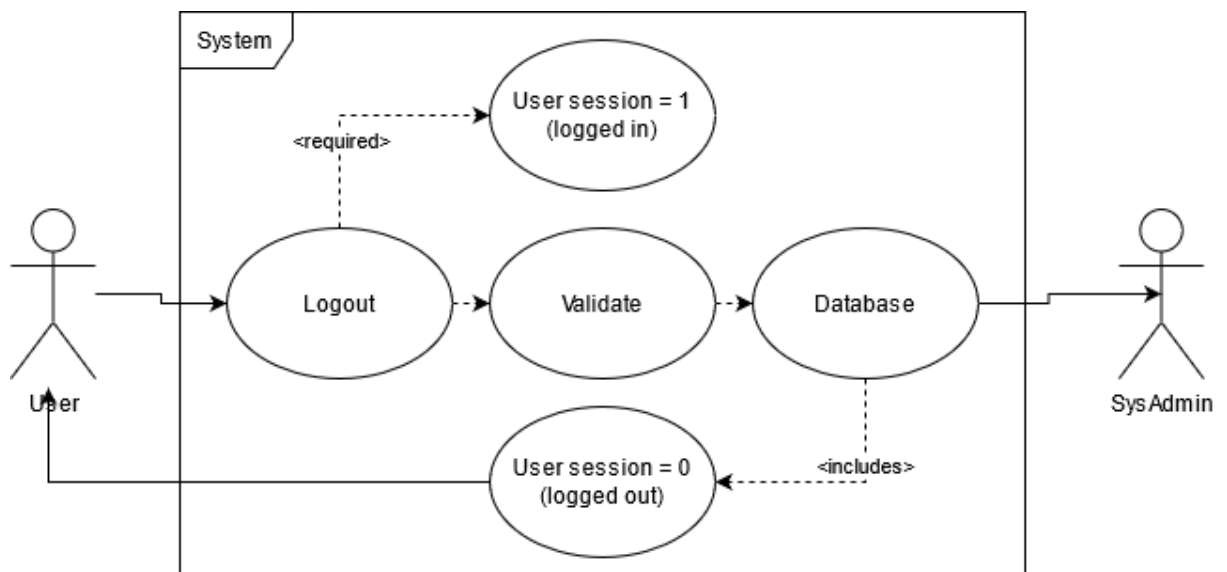 System
User session = 1
(logged in)
<required>
Logout
Validate
Database
User
SysAdmin
User session = 0
(logged out)
<includes>